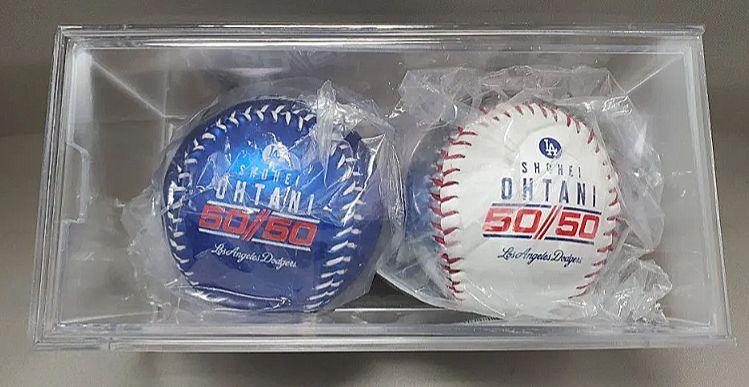 LA
SHOHEI
OHTANI
50/50
Los Angeles Dodgers
LA
SHOHEI
OHTANI
50/50
Los Angeles Dodgers